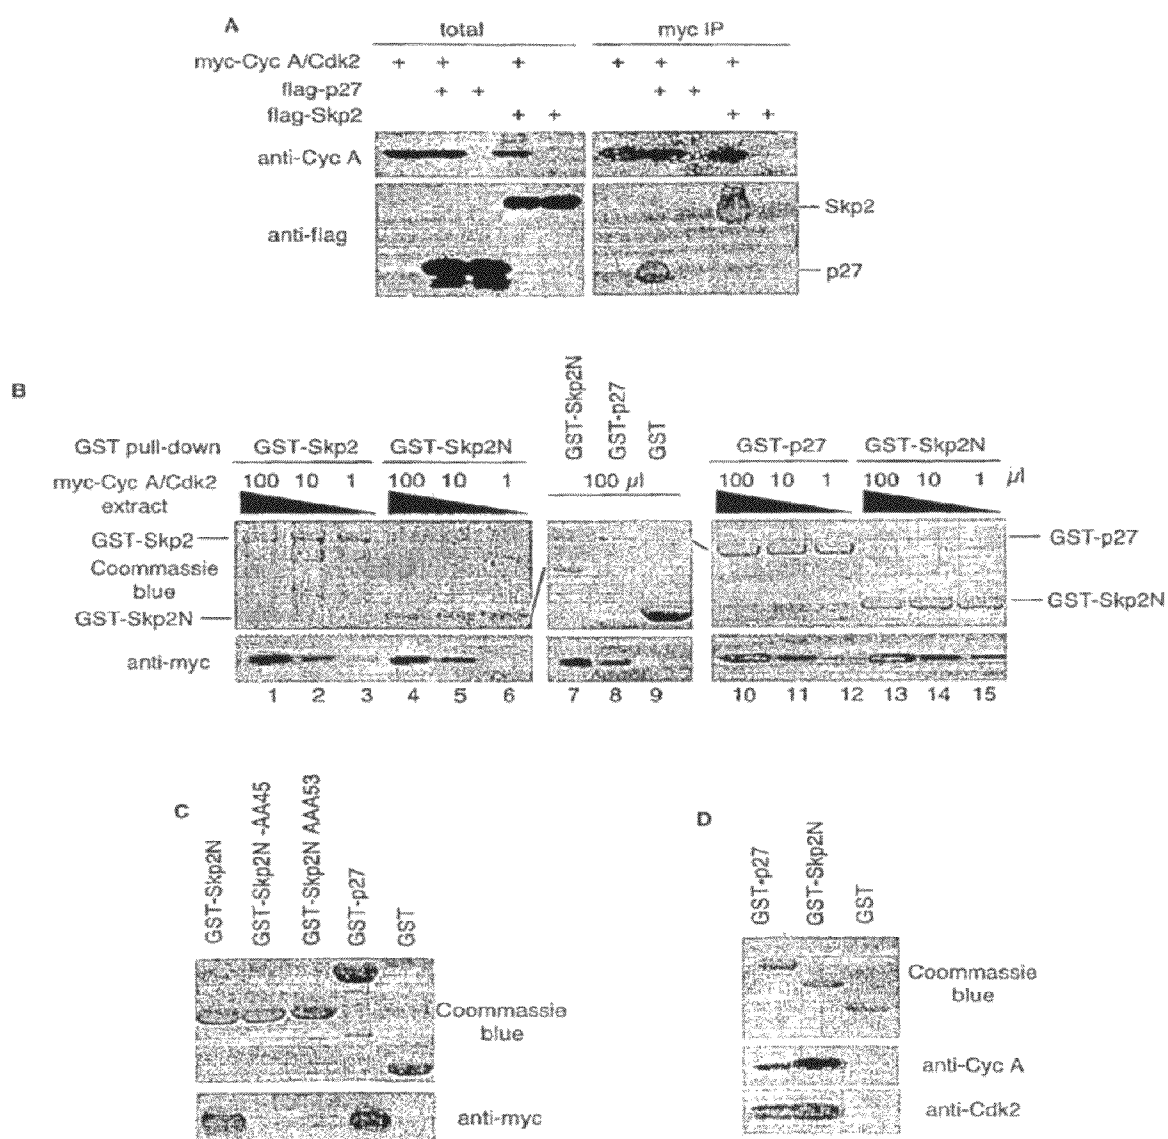 A
total
myc IP
myc-Cyc A/Cdk2 + + + + + +
flag-p27 + + + +
flag-Skp2 + + + +
anti-Cyc A
anti-flag
Skp2
p27
B
GST-Skp2N
GST-p27
GST
GST pull-down GST-Skp2 GST-Skp2N GST-p27 GST-Skp2N
myc-Cyc A/Cdk2 extract 100 10 1 100 10 1 100 µl 100 10 1 100 10 1 µl
GST-Skp2
Coommassie
blue
GST-Skp2N
GST-p27
GST-Skp2N
anti-myc
1 2 3 4 5 6 7 8 9 10 11 12 13 14 15
C
GST-Skp2N
GST-Skp2N -AA45
GST-Skp2N AAA53
GST-p27
GST
Coommassie
blue
anti-myc
D
GST-p27
GST-Skp2N
GST
Coommassie
blue
anti-Cyc A
anti-Cdk2